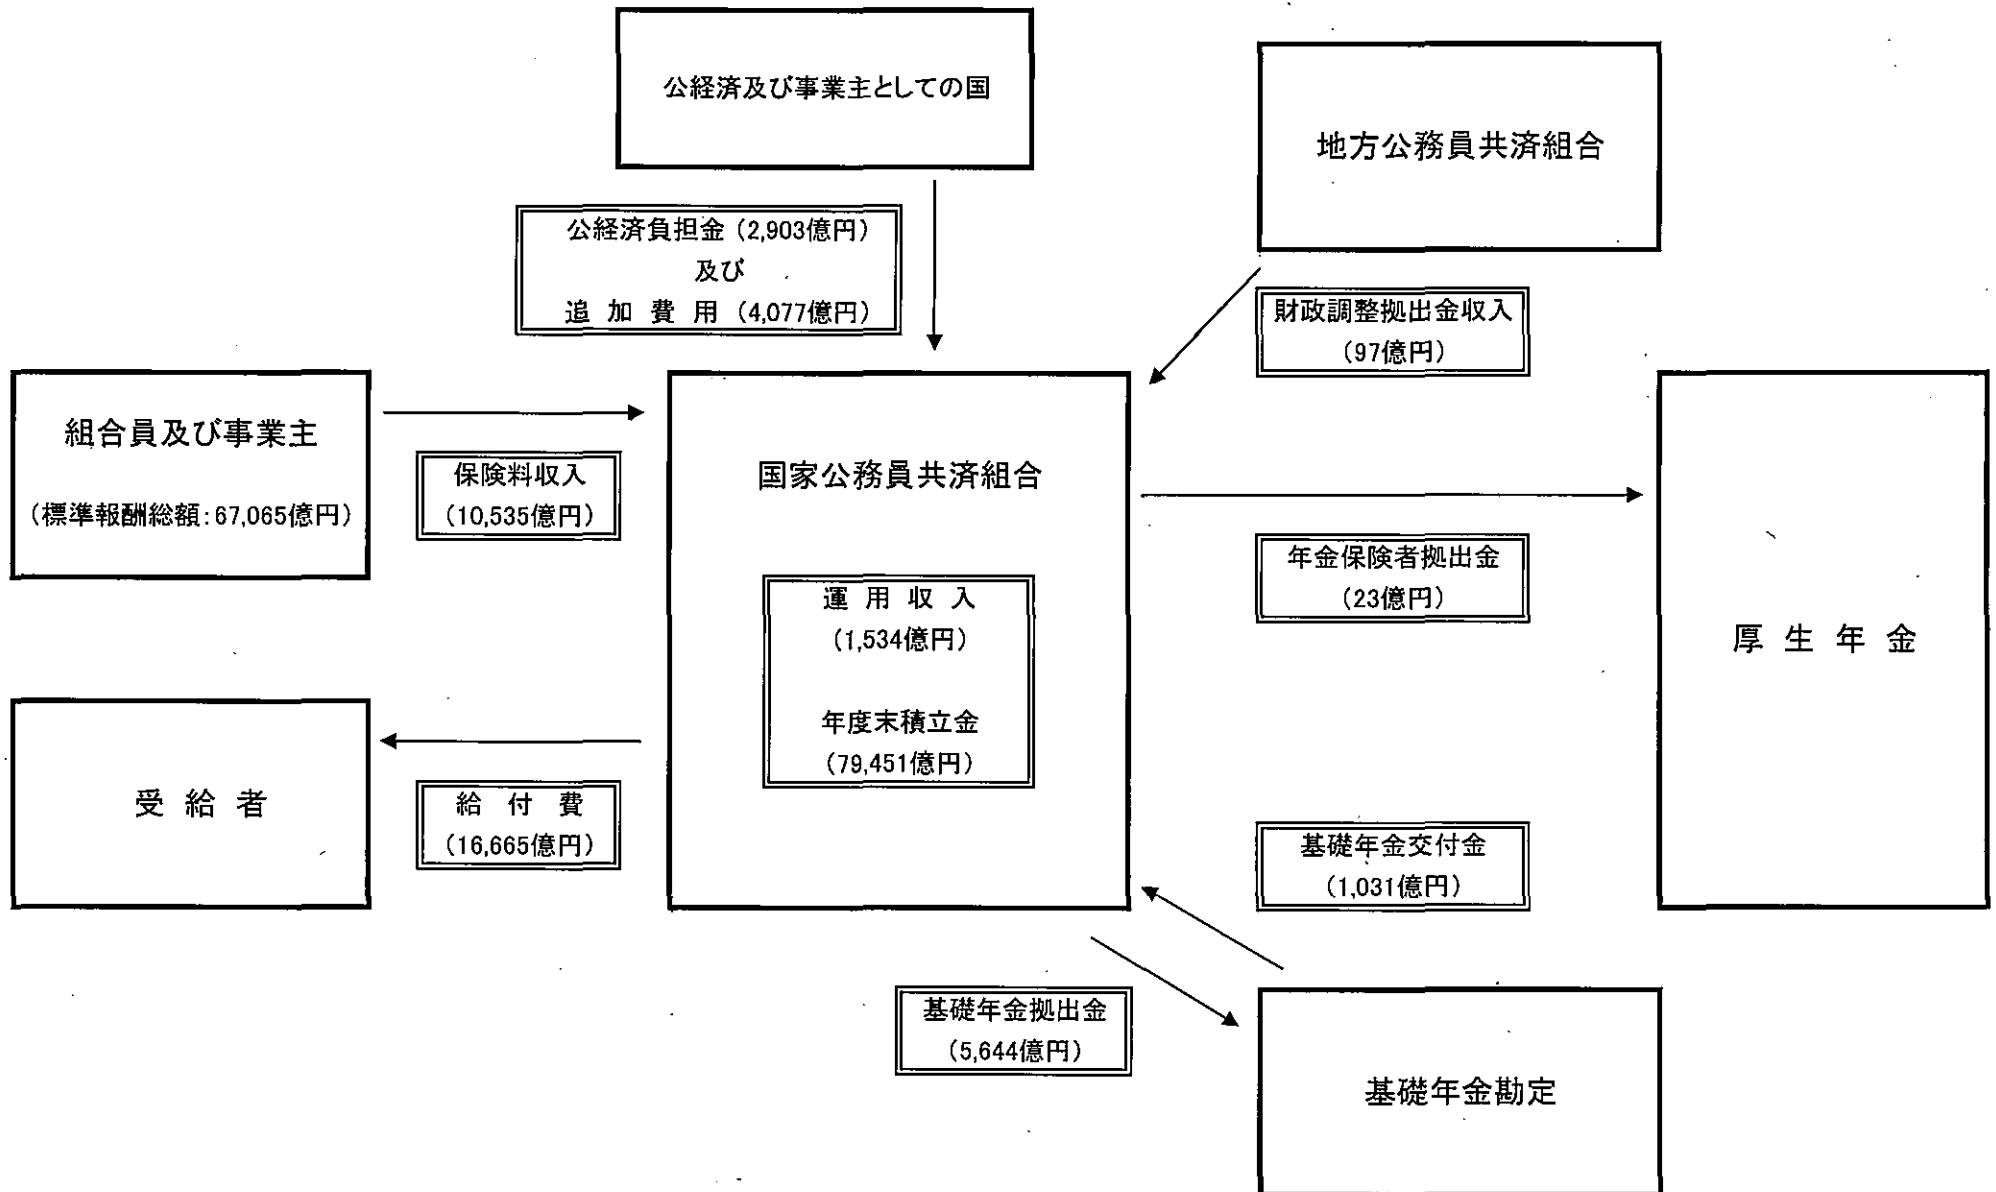 公経済及び事業主としての国
地方公務員共済組合
公経済負担金（2,903億円）
及び
追加費用（4,077億円）
財政調整拠出金収入
（97億円）
組合員及び事業主
（標準報酬総額：67,065億円）
保険料収入
（10,535億円）
国家公務員共済組合
年金保険者拠出金
（23億円）
運用収入
（1,534億円）
年度末積立金
（79,451億円）
厚生年金
受給者
給付費
（16,665億円）
基礎年金交付金
（1,031億円）
基礎年金拠出金
（5,644億円）
基礎年金勘定